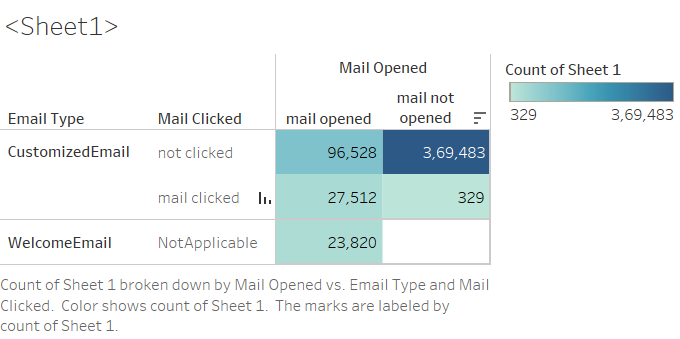 <Sheet1>
Mail Opened
Email Type Mail Clicked mail opened mail not opened
CustomizedEmail not clicked 96,528 3,69,483
mail clicked 27,512 329
WelcomeEmail NotApplicable 23,820
Count of Sheet 1
329 3,69,483
Count of Sheet 1 broken down by Mail Opened vs. Email Type and Mail
Clicked. Color shows count of Sheet 1. The marks are labeled by
count of Sheet 1.